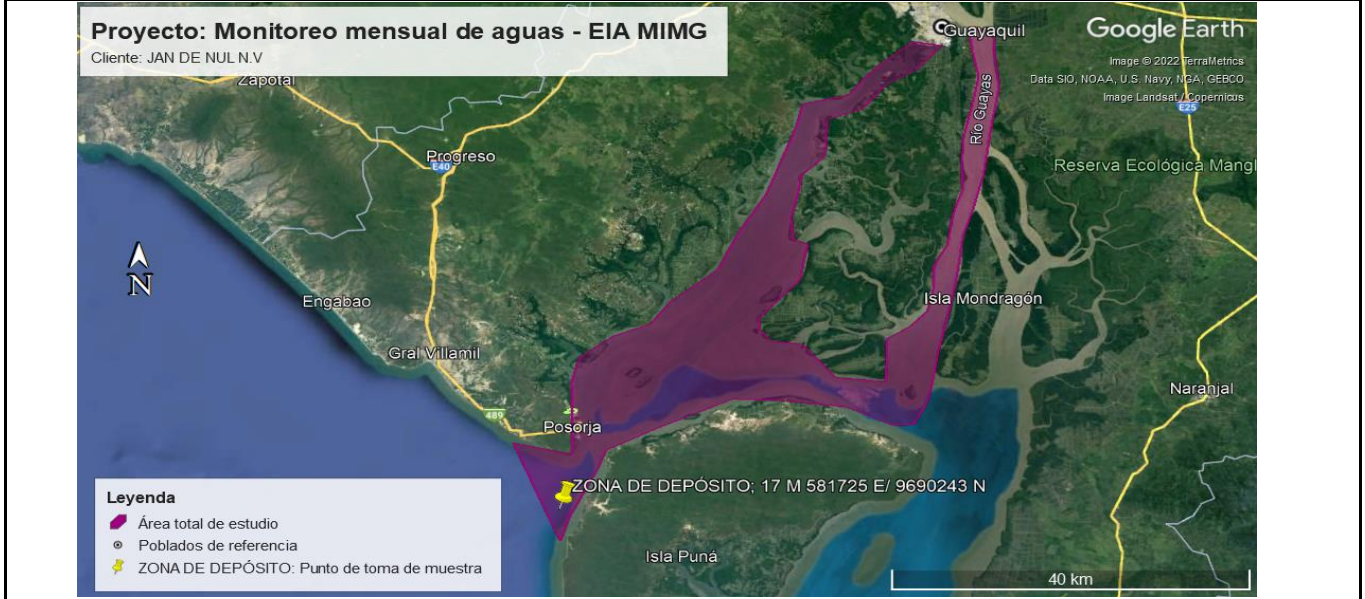 Proyecto: Monitoreo mensual de aguas - EIA MIMG
Cliente: JAN DE NUL N.V
Guayaquil
Google Earth
Image © 2022 TerraMetrics
Data SIO, NOAA, U.S. Navy, NGA, GEBCO
Image Landsat / Copernicus
E25
Zapotal
Río Guayas
Progreso
E40
Reserva Ecológica Mangl
N
Engabao
Isla Mondragón
Gral Villamil
Naranjal
489
Posorja
ZONA DE DEPÓSITO; 17 M 581725 E/ 9690243 N
Leyenda
Área total de estudio
Poblados de referencia
ZONA DE DEPÓSITO: Punto de toma de muestra
Isla Puná
40 km